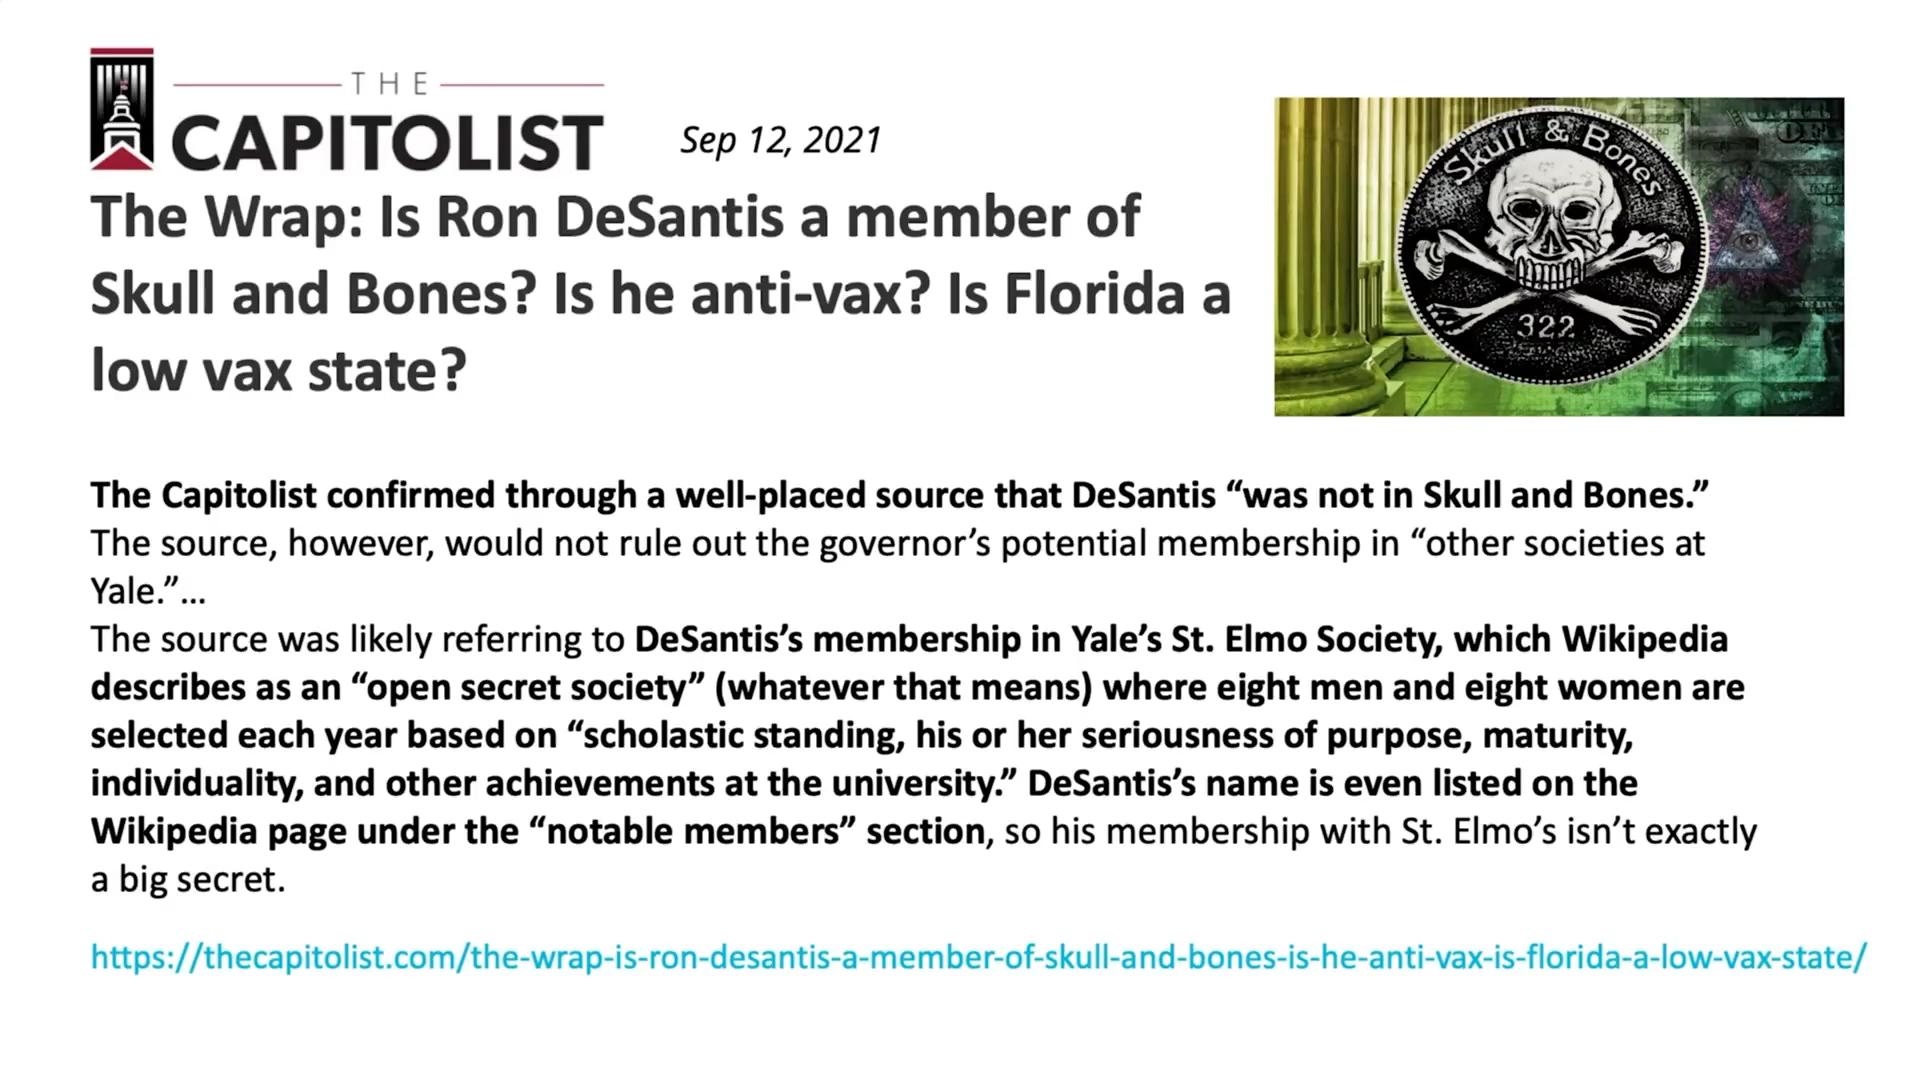 THE
CAPITOLIST
Sep 12, 2021
The Wrap: Is Ron DeSantis a member of
Skull and Bones? Is he anti-vax? Is Florida a
low vax state?
Skull & Bones
322
The Capitolist confirmed through a well-placed source that DeSantis “was not in Skull and Bones.”
The source, however, would not rule out the governor’s potential membership in “other societies at
Yale.”…
The source was likely referring to DeSantis’s membership in Yale’s St. Elmo Society, which Wikipedia
describes as an “open secret society” (whatever that means) where eight men and eight women are
selected each year based on “scholastic standing, his or her seriousness of purpose, maturity,
individuality, and other achievements at the university.” DeSantis’s name is even listed on the
Wikipedia page under the “notable members” section, so his membership with St. Elmo’s isn’t exactly
a big secret.
https://thecapitolist.com/the-wrap-is-ron-desantis-a-member-of-skull-and-bones-is-he-anti-vax-is-florida-a-low-vax-state/